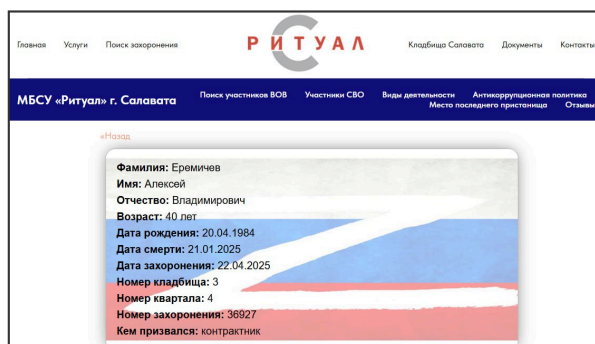 Главная Услуги Поиск захоронения РИТУАЛ Кладбища Салавата Документы Контакты
МБСУ «Ритуал» г. Салавата Поиск участников ВОВ Участники СВО Виды деятельности Антикоррупционная политика
Место последнего пристанища Отзывы
«Назад
Фамилия: Еремичев
Имя: Алексей
Отчество: Владимирович
Возраст: 40 лет
Дата рождения: 20.04.1984
Дата смерти: 21.01.2025
Дата захоронения: 22.04.2025
Номер кладбища: 3
Номер квартала: 4
Номер захоронения: 36927
Кем призвался: контрактник